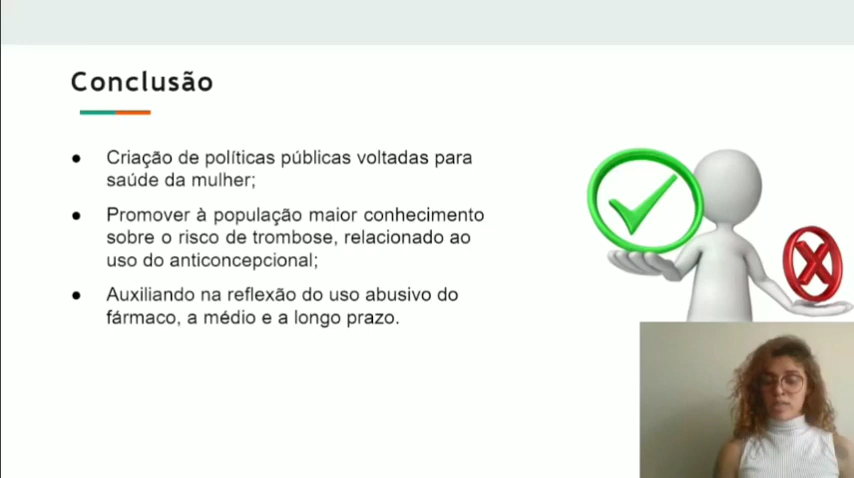 Conclusão
● Criação de políticas públicas voltadas para
saúde da mulher;
● Promover à população maior conhecimento
sobre o risco de trombose, relacionado ao
uso do anticoncepcional;
● Auxiliando na reflexão do uso abusivo do
fármaco, a médio e a longo prazo.